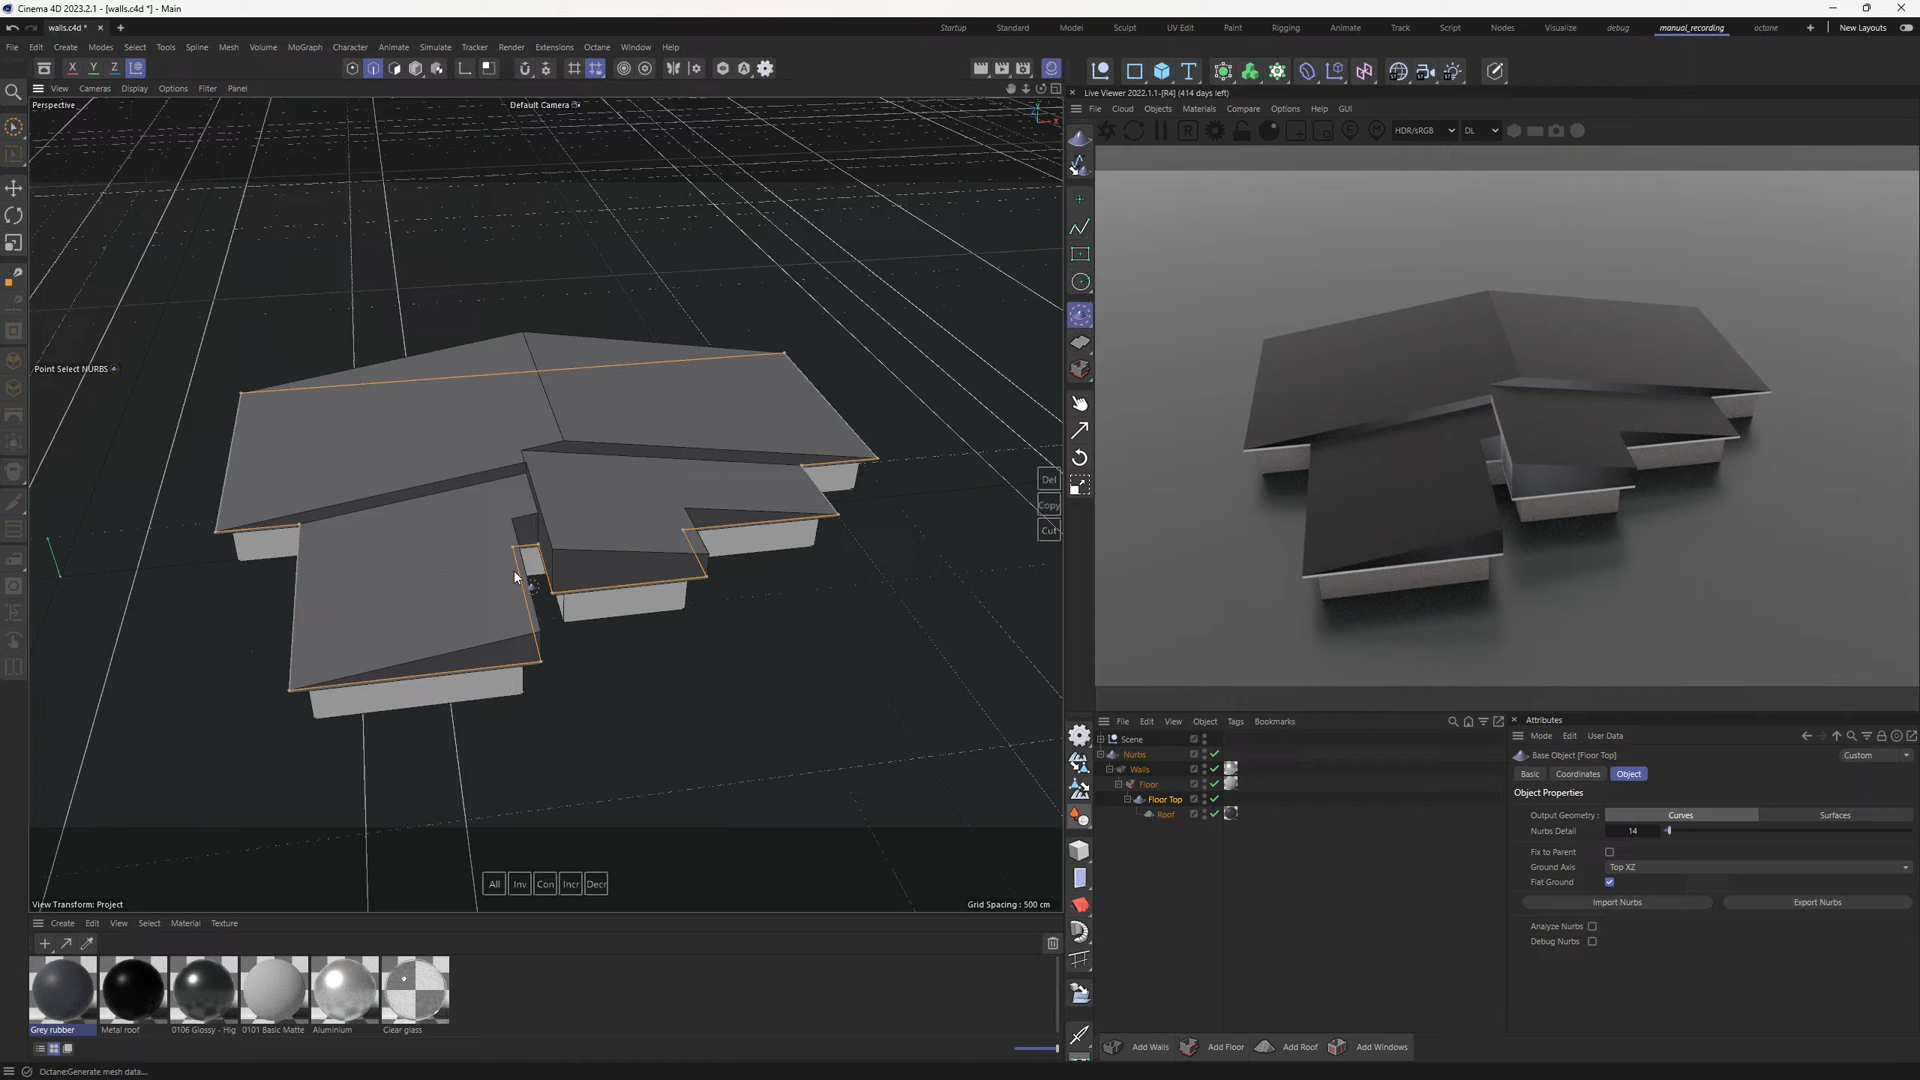 Cinema 4D 2023.2.1 - [walls.c4d *] - Main
walls.c4d *
Startup Standard Model Sculpt UV Edit Paint Rigging Animate Track Script Nodes Visualize debug manual_recording octane New Layouts
File Edit Create Modes Select Tools Spline Mesh Volume MoGraph Character Animate Simulate Tracker Render Extensions Octane Window Help
X Y Z
View Cameras Display Options Filter Panel
Perspective
Default Camera
Point Select NURBS
Del
Copy
Cut
All Inv Con Incr Decr
View Transform: Project
Grid Spacing : 500 cm
Live Viewer 2022.1.1-[R4] (414 days left)
File Cloud Objects Materials Compare Options Help GUI
R F M HDR/sRGB DL
File Edit View Object Tags Bookmarks
Scene
Nurbs
Walls
Floor
Floor Top
Roof
Attributes
Mode Edit User Data
Base Object [Floor Top] Custom
Basic Coordinates Object
Object Properties
Output Geometry : Curves Surfaces
Nurbs Detail 14
Fix to Parent
Ground Axis Top XZ
Flat Ground
Import Nurbs Export Nurbs
Analyze Nurbs
Debug Nurbs
Add Walls Add Floor Add Roof Add Windows
Create Edit View Select Material Texture
Grey rubber Metal roof 0106 Glossy - Hig 0101 Basic Matte Aluminium Clear glass
Octane:Generate mesh data....